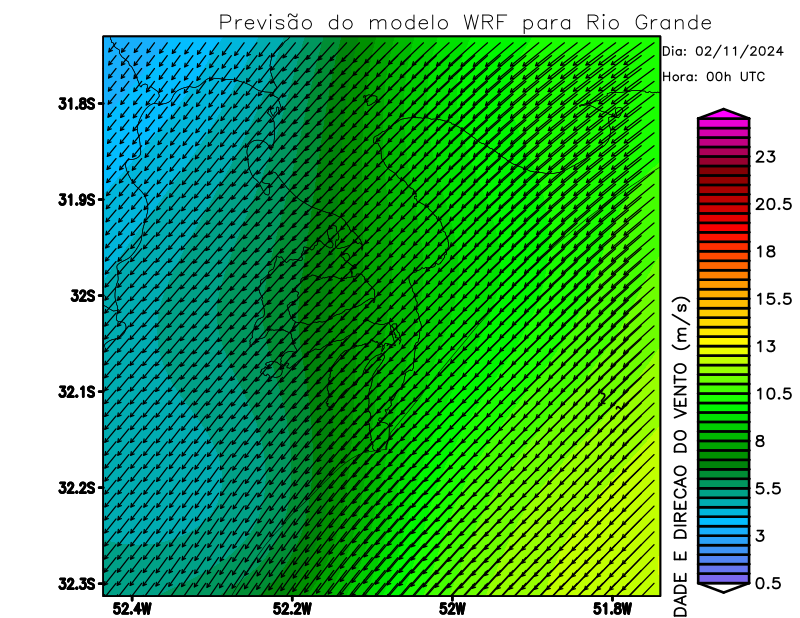 Previsão do modelo WRF para Rio Grande
Dia: 02/11/2024
Hora: 00h UTC
31.8S
31.9S
32S
32.1S
32.2S
32.3S
52.4W
52.2W
52W
51.8W
23
20.5
18
15.5
13
10.5
8
5.5
3
0.5
DADE E DIRECAO DO VENTO (m/s)